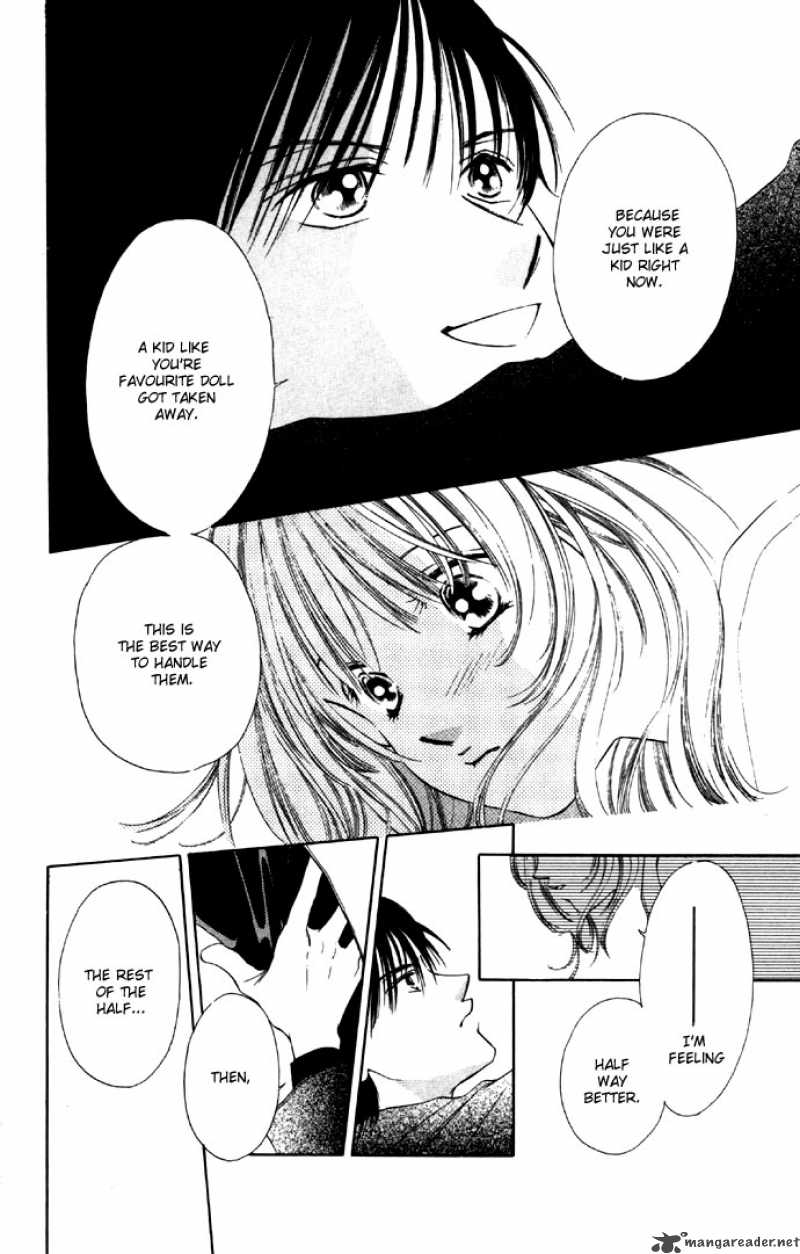 BECAUSE
YOU WERE
JUST LIKE A
KID RIGHT
NOW.
A KID LIKE
YOU'RE
FAVOURITE DOLL
GOT TAKEN
AWAY.
THIS IS
THE BEST WAY
TO HANDLE
THEM.
I'M
FEELING
HALF
WAY
BETTER.
THEN,
THE REST
OF THE
HALF...
mangareader.net